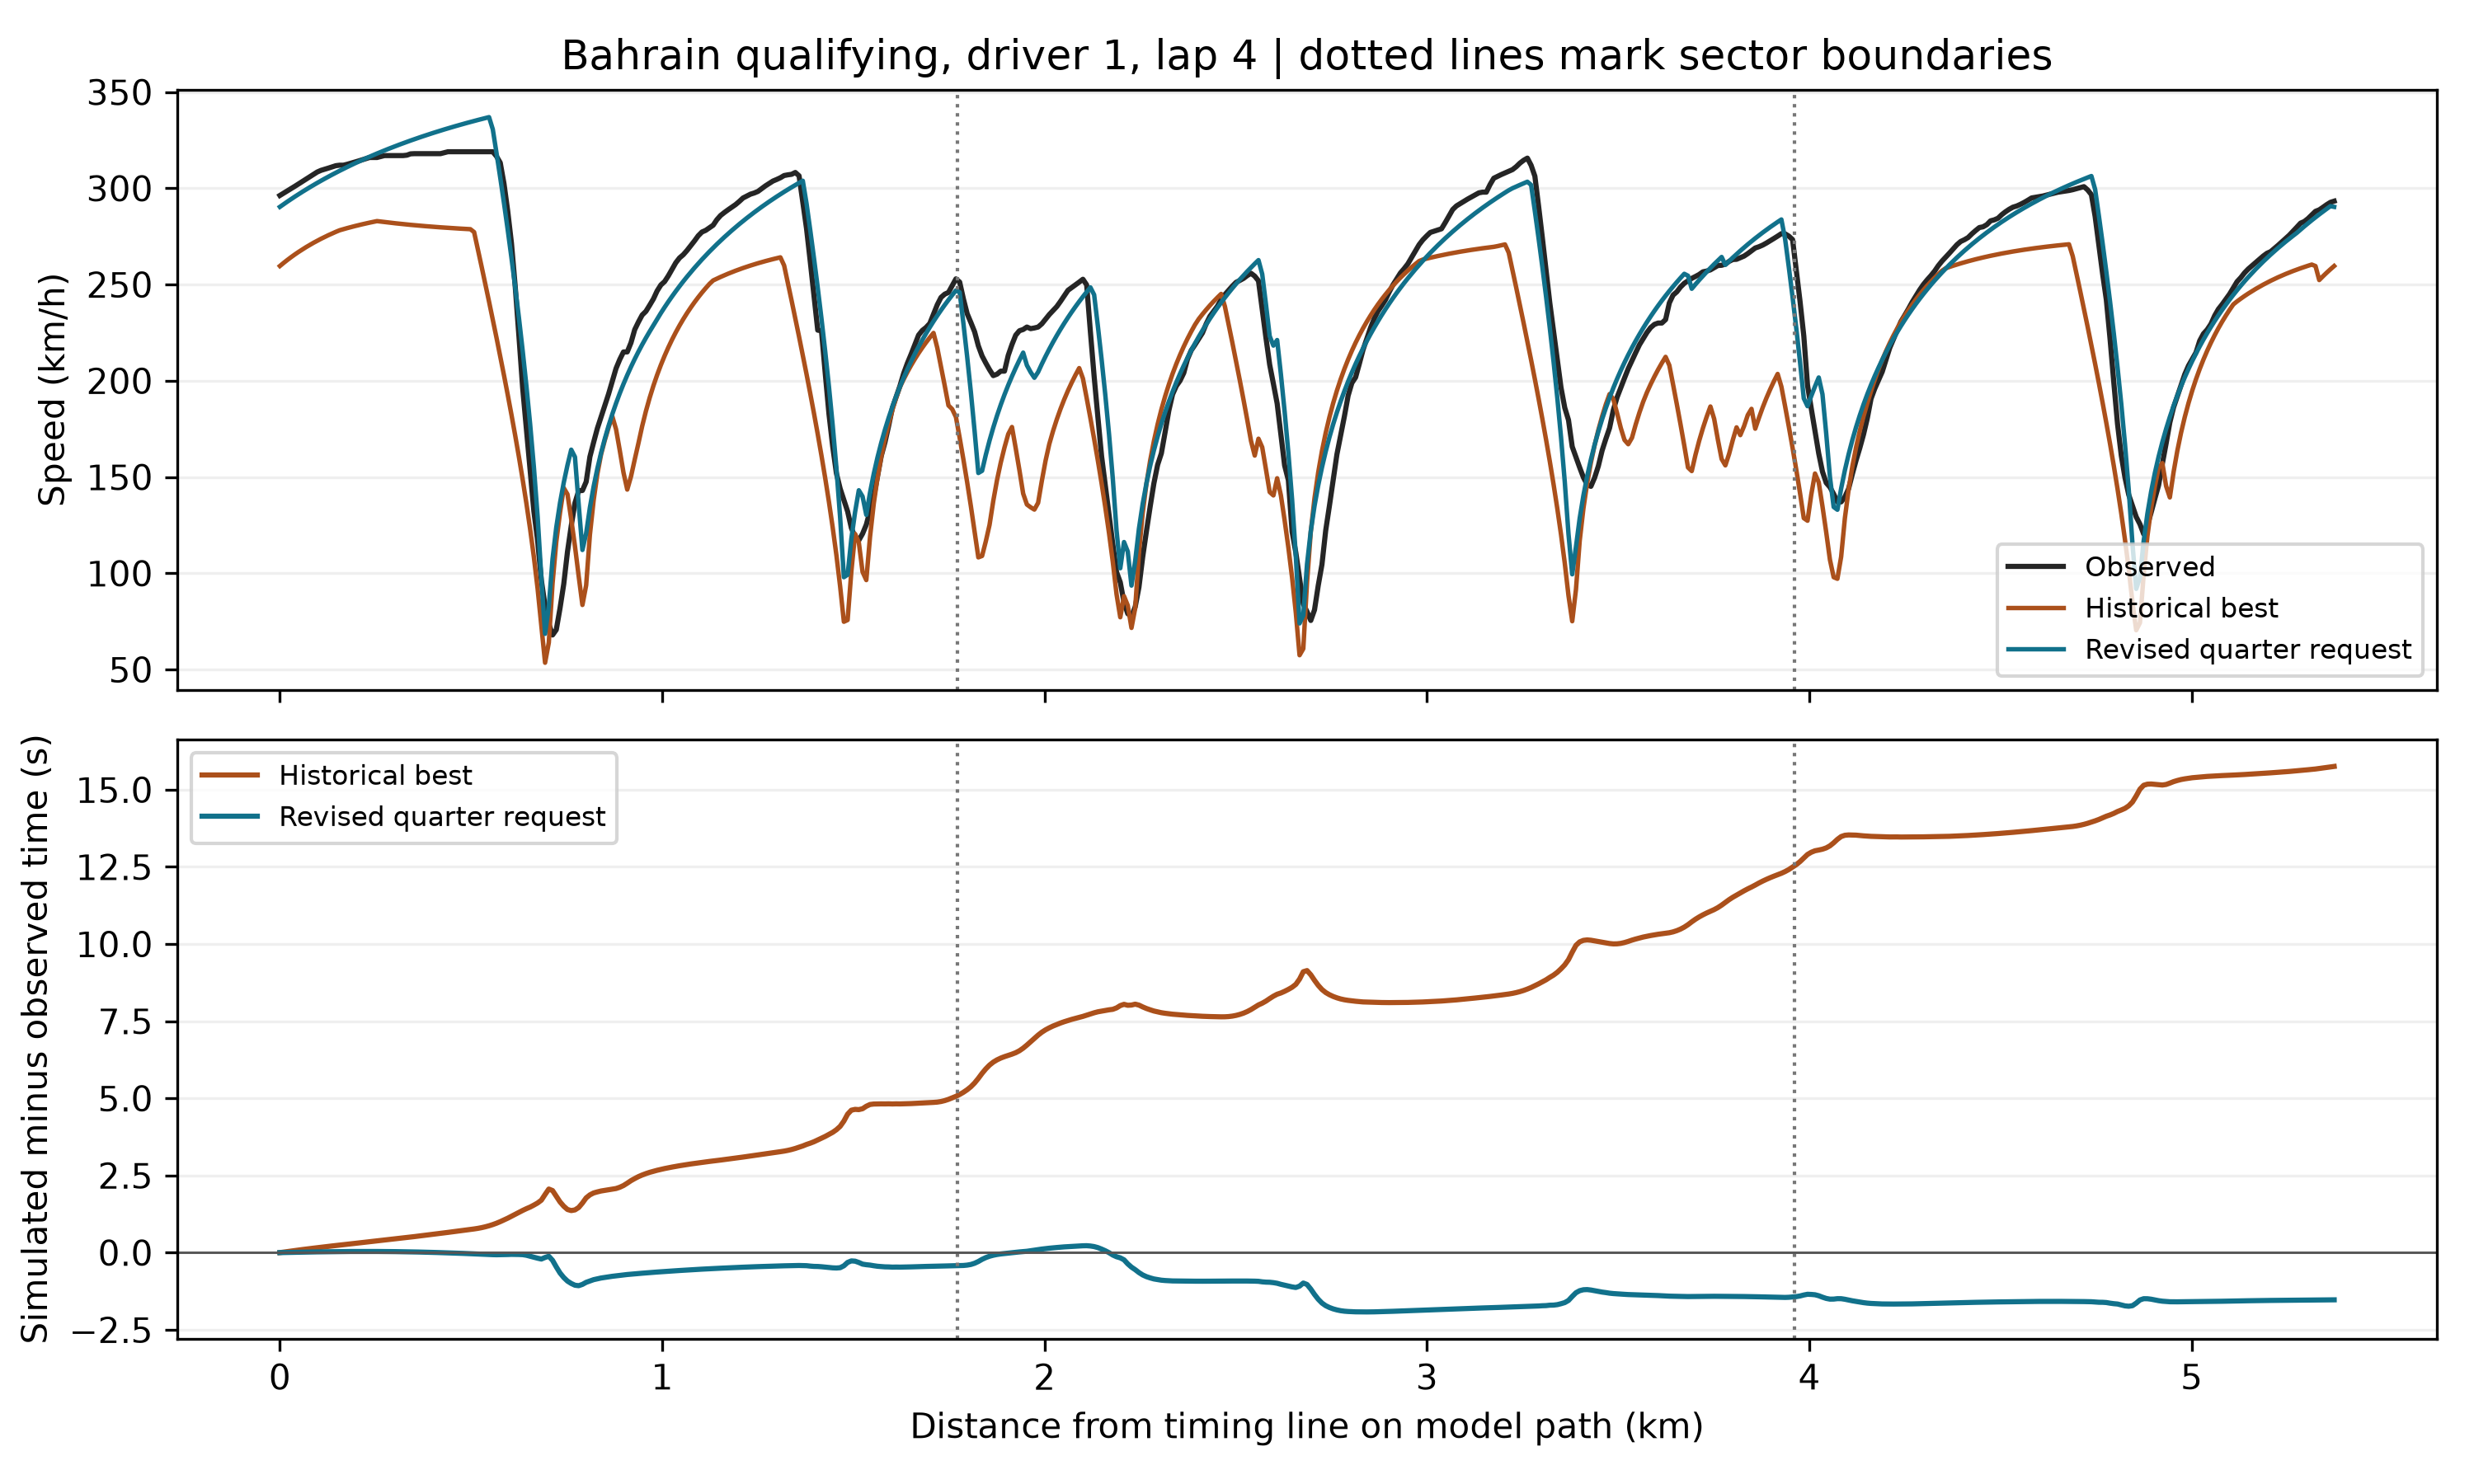 Bahrain qualifying, driver 1, lap 4 | dotted lines mark sector boundaries
Speed (km/h)
350
300
250
200
150
100
50
Observed
Historical best
Revised quarter request
Simulated minus observed time (s)
15.0
12.5
10.0
7.5
5.0
2.5
0.0
−2.5
Historical best
Revised quarter request
0 1 2 3 4 5
Distance from timing line on model path (km)